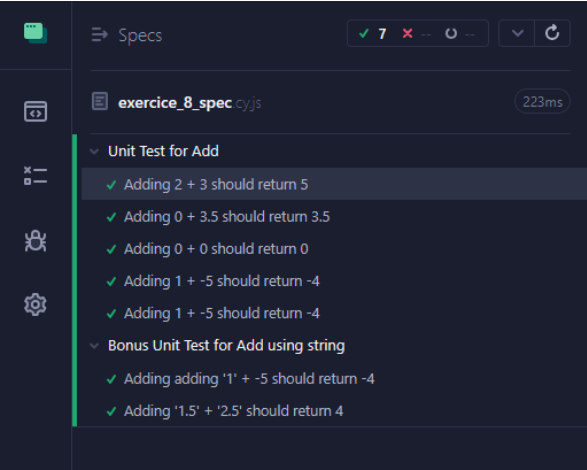 Specs
7 -- --
exercice_8_spec.cy.js
223ms
Unit Test for Add
Adding 2 + 3 should return 5
Adding 0 + 3.5 should return 3.5
Adding 0 + 0 should return 0
Adding 1 + -5 should return -4
Adding 1 + -5 should return -4
Bonus Unit Test for Add using string
Adding adding '1' + -5 should return -4
Adding '1.5' + '2.5' should return 4